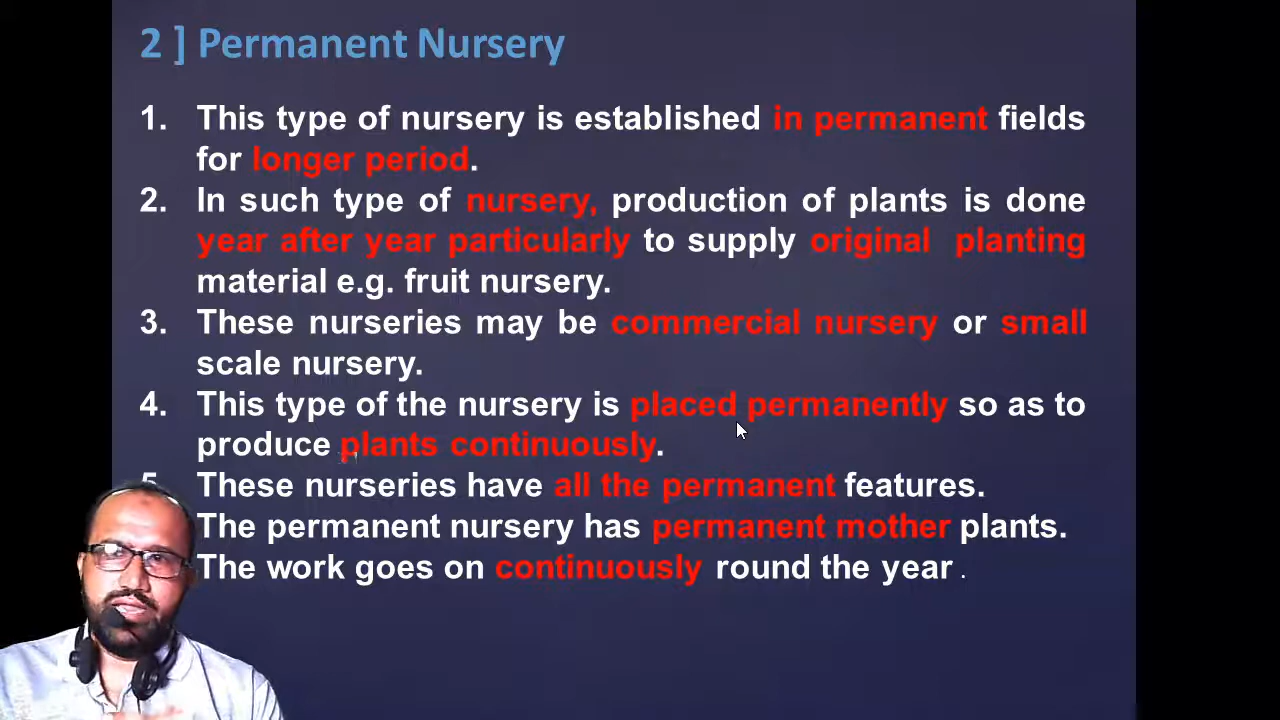 2 ] Permanent Nursery
1. This type of nursery is established in permanent fields
for longer period.
2. In such type of nursery, production of plants is done
year after year particularly to supply original planting
material e.g. fruit nursery.
3. These nurseries may be commercial nursery or small
scale nursery.
4. This type of the nursery is placed permanently so as to
produce plants continuously.
5. These nurseries have all the permanent features.
The permanent nursery has permanent mother plants.
The work goes on continuously round the year .